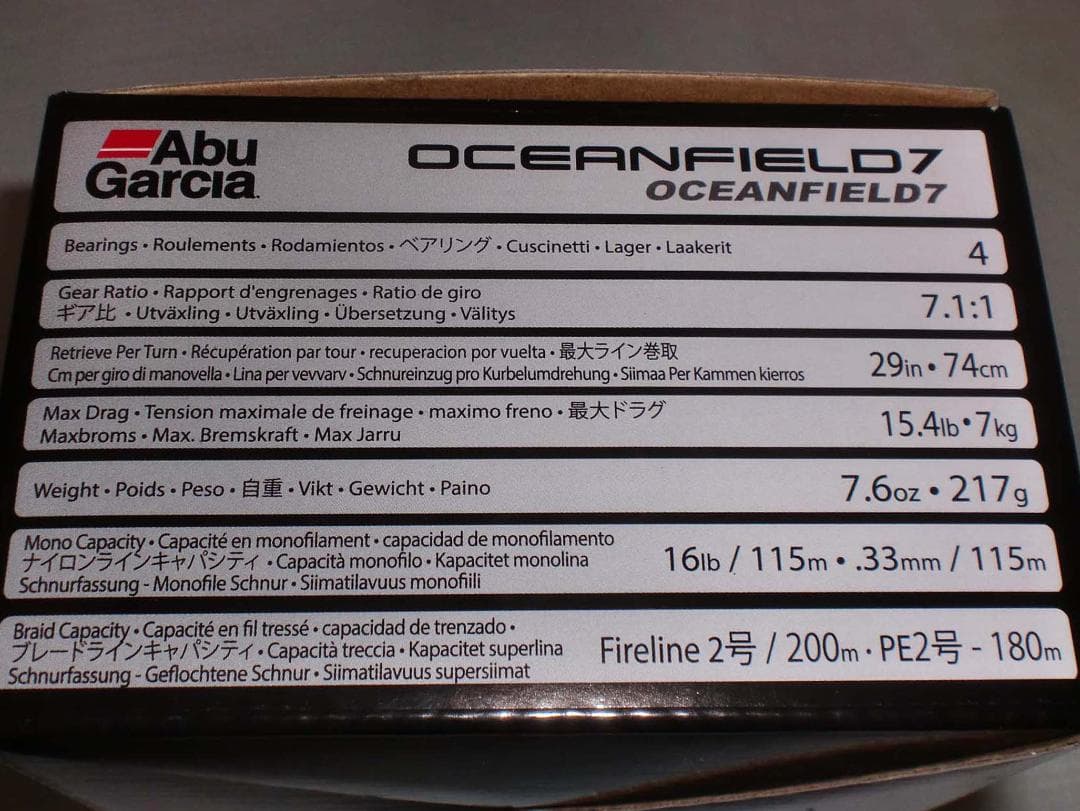 Abu
Garcia
OCEANFIELD7
OCEANFIELD7
Bearings • Roulements • Rodamientos • ベアリング • Cuscinetti • Lager • Laakerit
4
Gear Ratio • Rapport d'engrenages • Ratio de giro
ギア比 • Utväxling • Utväxling • Übersetzung • Välitys
7.1:1
Retrieve Per Turn • Récupération par tour • recuperacion por vuelta • 最大ライン巻取
Cm per giro di manovella • Lina per vevvarv • Schnureinzug pro Kurbelumdrehung • Siimaa Per Kammen kierros
29in • 74cm
Max Drag • Tension maximale de freinage • maximo freno • 最大ドラグ
Maxbroms • Max. Bremskraft • Max Jarru
15.4lb • 7kg
Weight • Poids • Peso • 自重 • Vikt • Gewicht • Paino
7.6oz • 217g
Mono Capacity • Capacité en monofilament • capacidad de monofilamento
ナイロンラインキャパシティ • Capacità monofilo • Kapacitet monolina
Schnurfassung - Monofile Schnur • Siimatilavuus monofiili
16lb / 115m • .33mm / 115m
Braid Capacity • Capacité en fil tressé • capacidad de trenzado •
ブレードラインキャパシティ • Capacità treccia • Kapacitet superlina
Schnurfassung - Geflochtene Schnur • Siimatilavuus supersiimat
Fireline 2号 / 200m • PE2号 - 180m